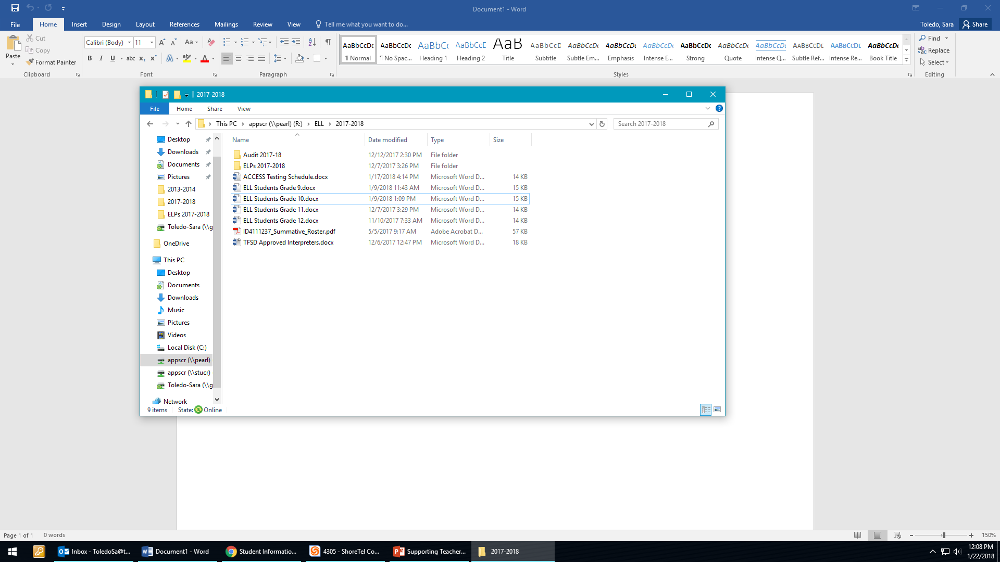 Document1 - Word
File Home Insert Design Layout References Mailings Review View Tell me what you want to do... Toledo, Sara Share
Paste
Cut
Copy
Format Painter
Calibri (Body) 11
AaBbCcDc AaBbCcDc AaBbCc AaBbCcD AaB AaBbCcD AaBbCcDc AaBbCcDc AaBbCcDc AaBbCcDc AaBbCcDc AaBbCcDc AABBCCDE AABBCCDE AaBbCcDc
¶ Normal ¶ No Spac... Heading 1 Heading 2 Title Subtitle Subtle Em... Emphasis Intense E... Strong Quote Intense Q... Subtle Ref... Intense Re... Book Title
Find
Replace
Select
Clipboard Font Paragraph Styles Editing
2017-2018
File Home Share View
This PC > appscr (\\pearl) (R:) > ELL > 2017-2018
Search 2017-2018
Desktop
Downloads
Documents
Pictures
2013-2014
2017-2018
ELPs 2017-2018
Toledo-Sara (\\g
OneDrive
This PC
Desktop
Documents
Downloads
Music
Pictures
Videos
Local Disk (C:)
appscr (\\pearl)
appscr (\\stucr)
Toledo-Sara (\\g
Network
Name Date modified Type Size
Audit 2017-18 12/12/2017 2:30 PM File folder
ELPs 2017-2018 12/7/2017 3:26 PM File folder
ACCESS Testing Schedule.docx 1/17/2018 4:14 PM Microsoft Word D... 14 KB
ELL Students Grade 9.docx 1/9/2018 11:43 AM Microsoft Word D... 15 KB
ELL Students Grade 10.docx 1/9/2018 1:09 PM Microsoft Word D... 15 KB
ELL Students Grade 11.docx 12/7/2017 3:29 PM Microsoft Word D... 14 KB
ELL Students Grade 12.docx 11/10/2017 7:33 AM Microsoft Word D... 14 KB
ID4111237_Summative_Roster.pdf 5/5/2017 9:17 AM Adobe Acrobat D... 57 KB
TFSD Approved Interpreters.docx 12/6/2017 12:47 PM Microsoft Word D... 18 KB
9 items State: Online
Page 1 of 1 0 words 150%
Inbox - ToledoSa@t... Document1 - Word Student Informatio... 4305 - ShoreTel Co... Supporting Teacher... 2017-2018
12:08 PM
1/22/2018